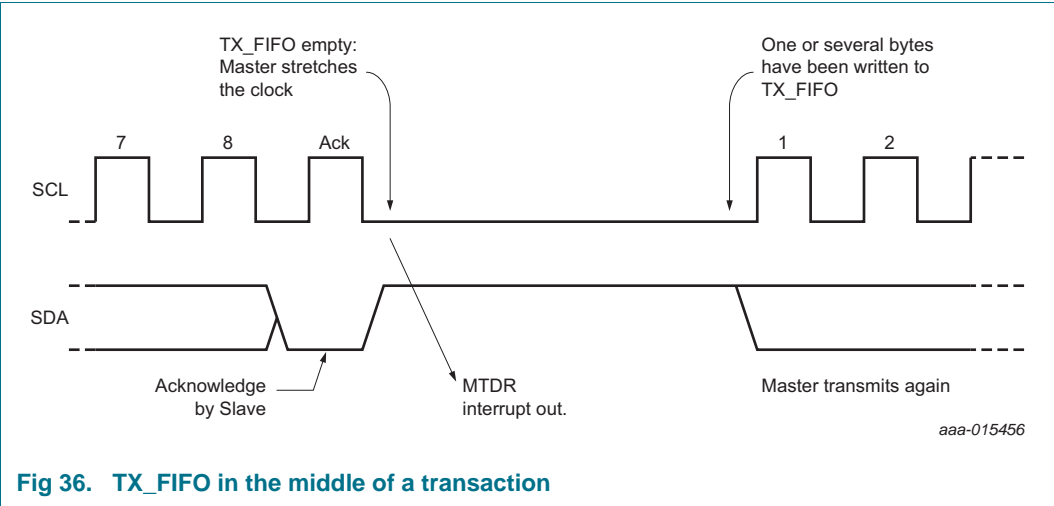 TX_FIFO empty:
Master stretches
the clock
One or several bytes
have been written to
TX_FIFO
7
8
Ack
1
2
SCL
SDA
Acknowledge
by Slave
MTDR
interrupt out.
Master transmits again
aaa-015456
Fig 36. TX_FIFO in the middle of a transaction